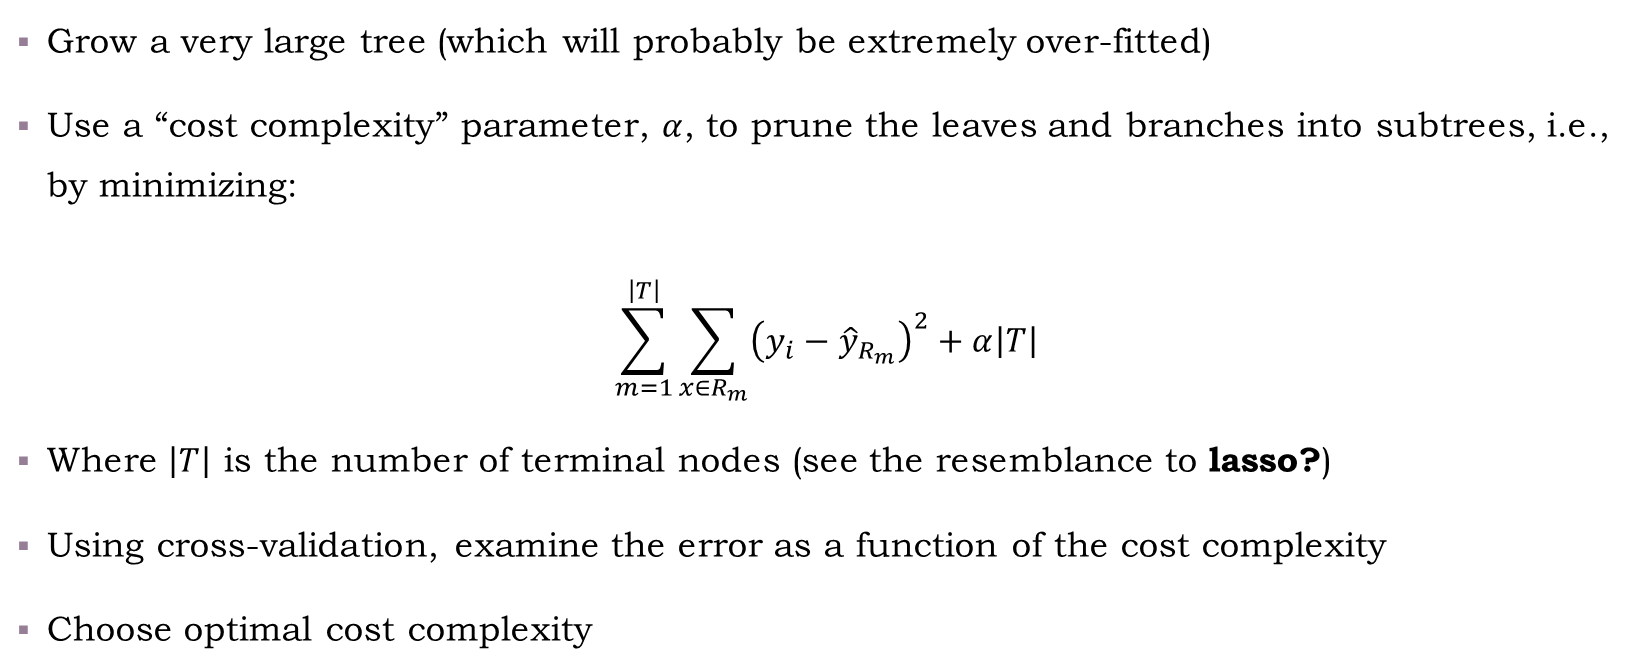 ▪ Grow a very large tree (which will probably be extremely over-fitted)
▪ Use a “cost complexity” parameter, α, to prune the leaves and branches into subtrees, i.e.,
by minimizing:
|T|
∑ ∑ (yᵢ − ŷ_{R_m})² + α|T|
m=1 x∈R_m
▪ Where |T| is the number of terminal nodes (see the resemblance to lasso?)
▪ Using cross-validation, examine the error as a function of the cost complexity
▪ Choose optimal cost complexity